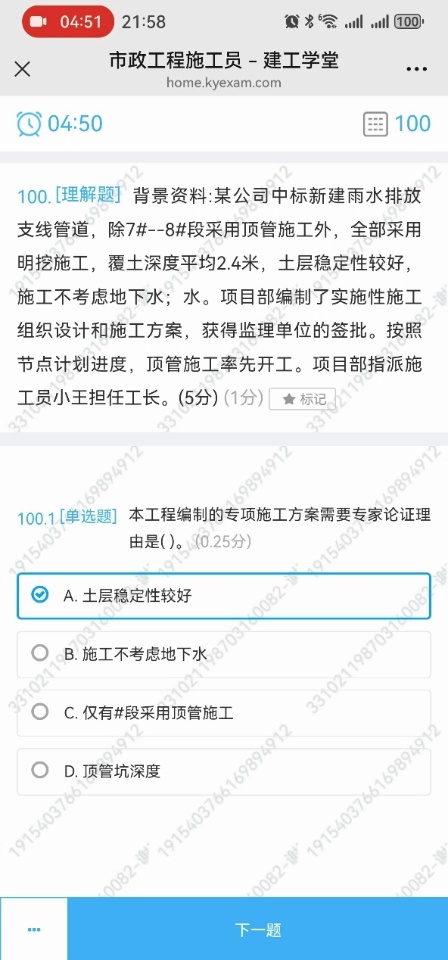 04:51 21:58 6 100
市政工程施工员 – 建工学堂
home.kyexam.com
04:50 100
100. [理解题] 背景资料:某公司中标新建雨水排放
支线管道，除7#--8#段采用顶管施工外，全部采用
明挖施工，覆土深度平均2.4米，土层稳定性较好，
施工不考虑地下水；水。项目部编制了实施性施工
组织设计和施工方案，获得监理单位的签批。按照
节点计划进度，顶管施工率先开工。项目部指派施
工员小王担任工长。(5分) (1分) ★ 标记
100.1 [单选题] 本工程编制的专项施工方案需要专家论证理
由是( )。 (0.25分)
A. 土层稳定性较好
B. 施工不考虑地下水
C. 仅有#段采用顶管施工
D. 顶管坑深度
下一题